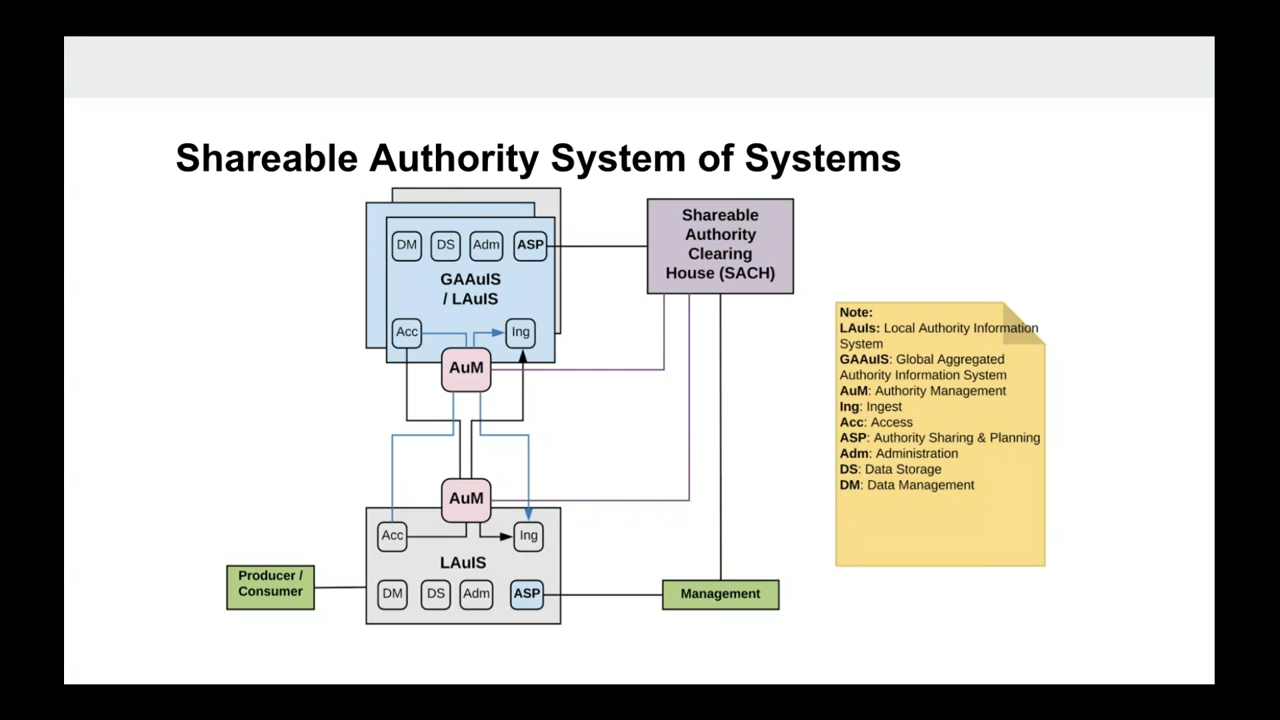 Shareable Authority System of Systems
DM DS Adm ASP
GAAuIS
/ LAuIS
Acc Ing
AuM
Shareable
Authority
Clearing
House (SACH)
AuM
Acc Ing
LAuIS
DM DS Adm ASP
Producer /
Consumer
Management
Note:
LAuIs: Local Authority Information
System
GAAuIS: Global Aggregated
Authority Information System
AuM: Authority Management
Ing: Ingest
Acc: Access
ASP: Authority Sharing & Planning
Adm: Administration
DS: Data Storage
DM: Data Management